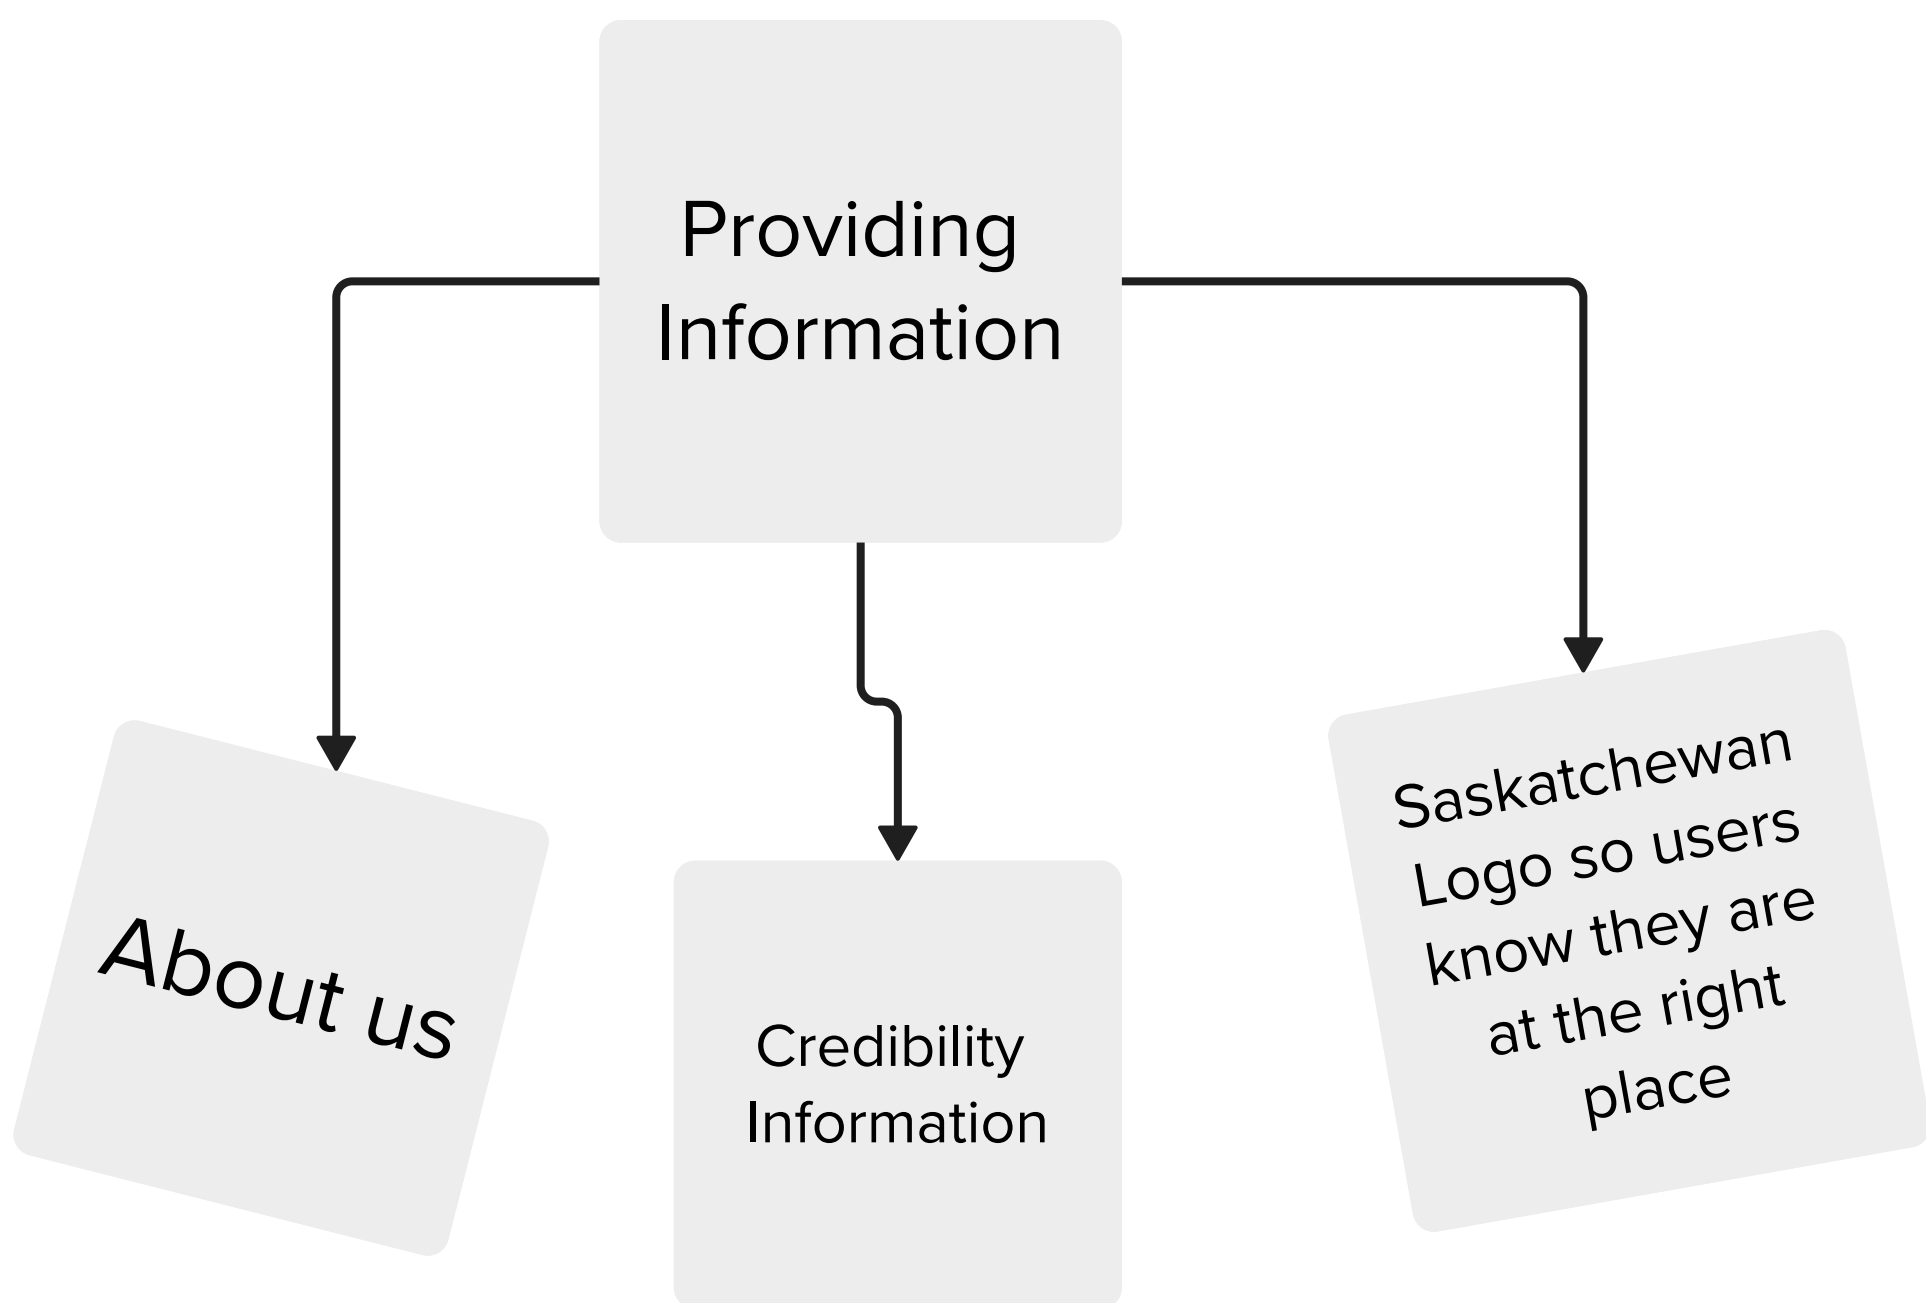 Providing
Information
About us
Credibility
Information
Saskatchewan
Logo so users
know they are
at the right
place